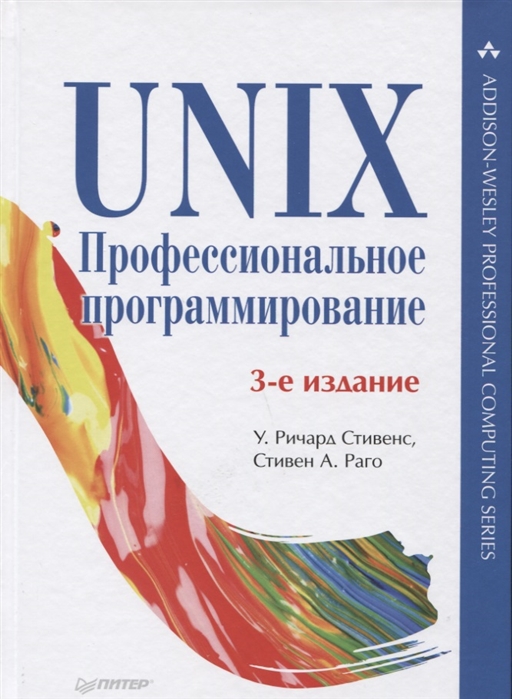 UNIX
Профессиональное
программирование
3-е издание
У. Ричард Стивенс,
Стивен А. Раго
ADDISON-WESLEY PROFESSIONAL COMPUTING SERIES
ПИТЕР®